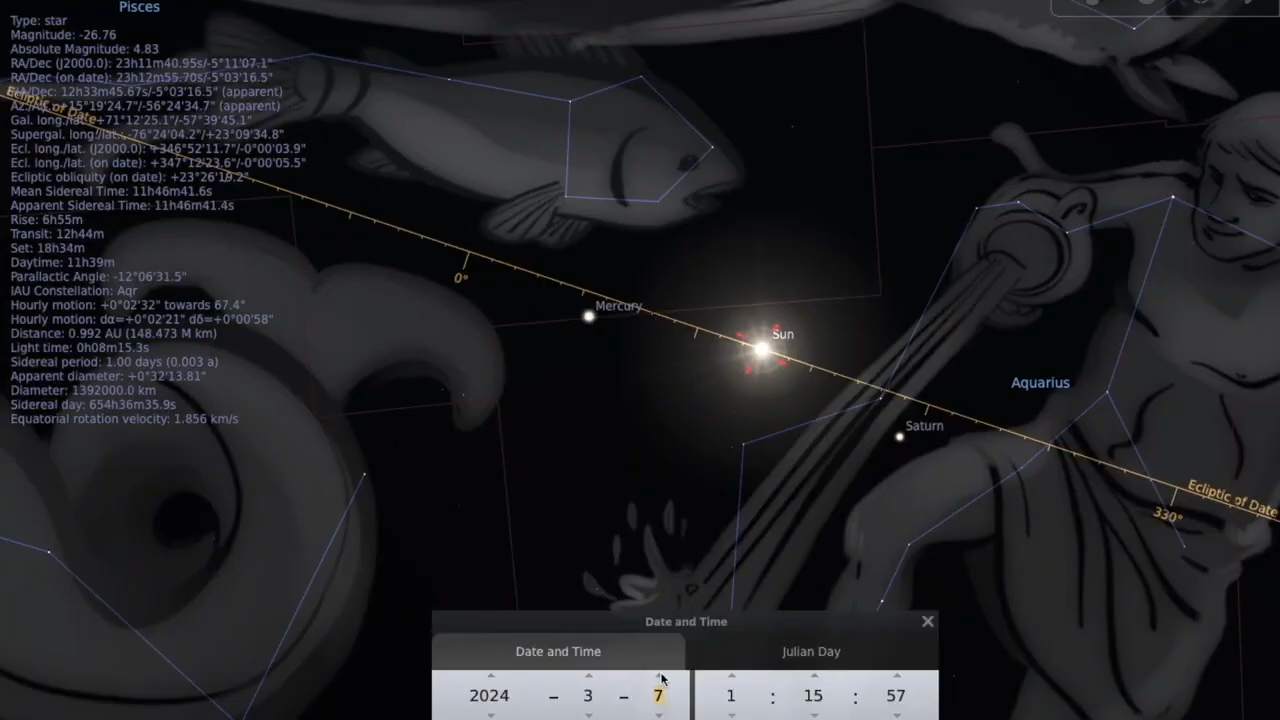 Pisces
Type: star
Magnitude: -26.76
Absolute Magnitude: 4.83
RA/Dec (J2000.0): 23h11m40.95s/-5°11'07.1"
RA/Dec (on date): 23h12m55.70s/-5°03'16.5"
HA/Dec: 12h33m45.67s/-5°03'16.5" (apparent)
Az./Alt.: +15°19'24.7"/-56°24'34.7" (apparent)
Gal. long./lat.: +71°12'25.1"/-57°39'45.1"
Supergal. long./lat.: -76°24'04.2"/+23°09'34.8"
Ecl. long./lat. (J2000.0): +346°52'11.7"/-0°00'03.9"
Ecl. long./lat. (on date): +347°12'23.6"/-0°00'05.5"
Ecliptic obliquity (on date): +23°26'19.2"
Mean Sidereal Time: 11h46m41.6s
Apparent Sidereal Time: 11h46m41.4s
Rise: 6h55m
Transit: 12h44m
Set: 18h34m
Daytime: 11h39m
Parallactic Angle: -12°06'31.5"
IAU Constellation: Aqr
Hourly motion: +0°02'32" towards 67.4°
Hourly motion: dα=+0°02'21" dδ=+0°00'58"
Distance: 0.992 AU (148.473 M km)
Light time: 0h08m15.3s
Sidereal period: 1.00 days (0.003 a)
Apparent diameter: +0°32'13.81"
Diameter: 1392000.0 km
Sidereal day: 654h36m35.9s
Equatorial rotation velocity: 1.856 km/s
Ecliptic of Date
0°
Mercury
Sun
Aquarius
Saturn
Ecliptic of Date
330°
Date and Time
Date and Time Julian Day
2024 – 3 – 7 1 : 15 : 57